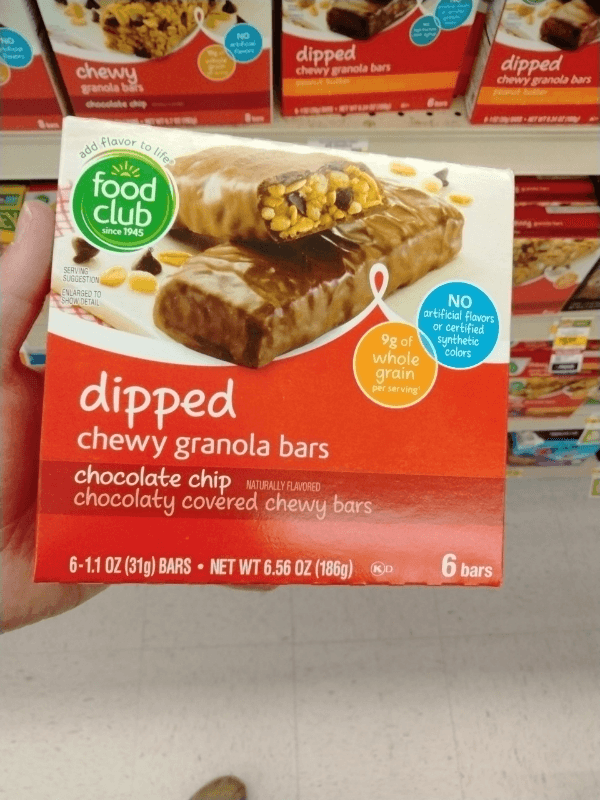 NO
artificial
flavors
chewy
granola bars
chocolate chip
dipped
chewy granola bars
dipped
chewy granola bars
peanut butter
add flavor to life®
food
club
since 1945
SERVING
SUGGESTION
ENLARGED TO
SHOW DETAIL
NO
artificial flavors
or certified
synthetic
colors
9g of
whole
grain
per serving
dipped
chewy granola bars
chocolate chip NATURALLY FLAVORED
chocolaty covered chewy bars
6-1.1 OZ (31g) BARS • NET WT 6.56 OZ (186g) K D 6 bars